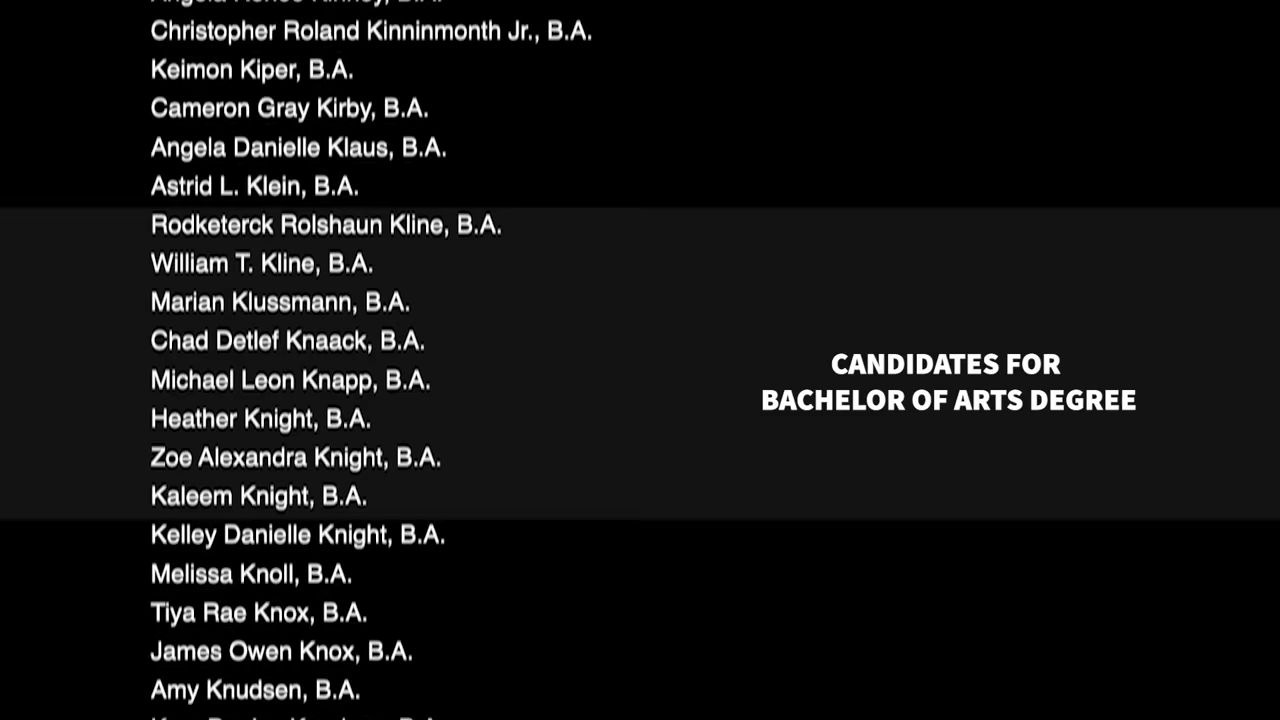 Christopher Roland Kinninmonth Jr., B.A.
Keimon Kiper, B.A.
Cameron Gray Kirby, B.A.
Angela Danielle Klaus, B.A.
Astrid L. Klein, B.A.
Rodketerck Rolshaun Kline, B.A.
William T. Kline, B.A.
Marian Klussmann, B.A.
Chad Detlef Knaack, B.A.
Michael Leon Knapp, B.A.
Heather Knight, B.A.
Zoe Alexandra Knight, B.A.
Kaleem Knight, B.A.
Kelley Danielle Knight, B.A.
Melissa Knoll, B.A.
Tiya Rae Knox, B.A.
James Owen Knox, B.A.
Amy Knudsen, B.A.
CANDIDATES FOR
BACHELOR OF ARTS DEGREE